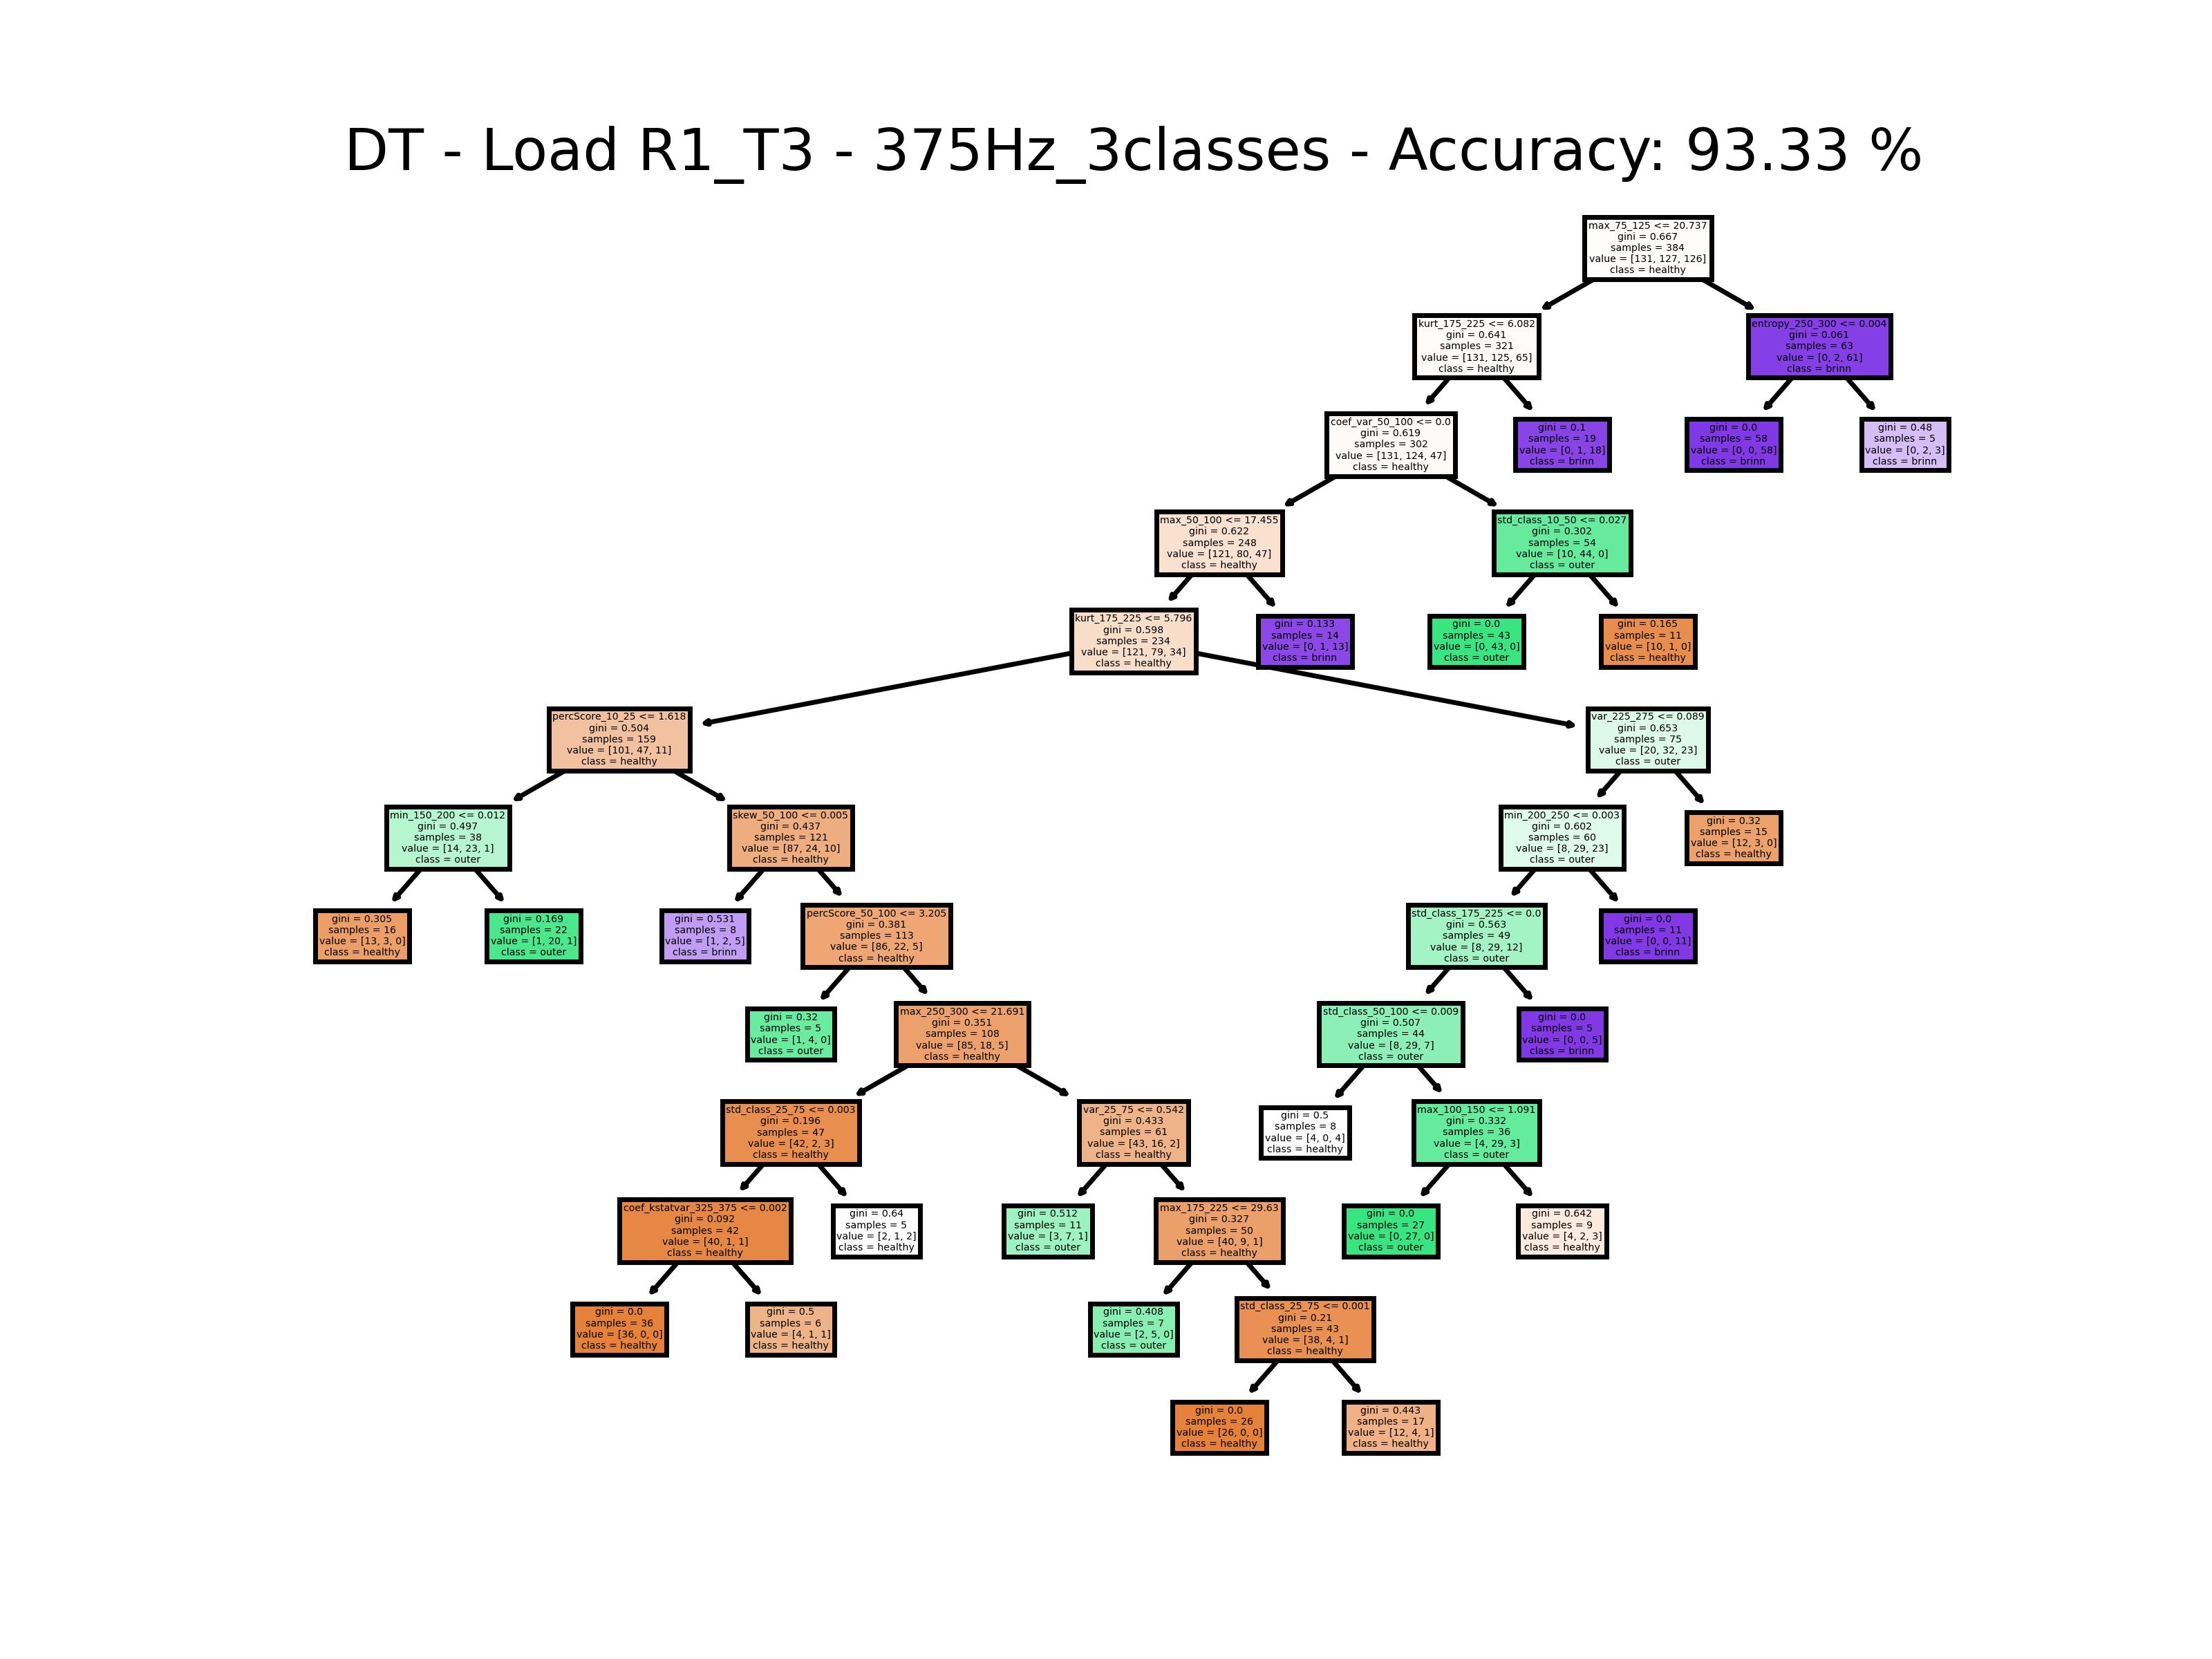 DT - Load R1_T3 - 375Hz_3classes - Accuracy: 93.33 %
max_75_125 <= 20.737
gini = 0.667
samples = 384
value = [131, 127, 126]
class = healthy
kurt_175_225 <= 6.082
gini = 0.641
samples = 321
value = [131, 125, 65]
class = healthy
entropy_250_300 <= 0.004
gini = 0.061
samples = 63
value = [0, 2, 61]
class = brinn
coef_var_50_100 <= 0.0
gini = 0.619
samples = 302
value = [131, 124, 47]
class = healthy
gini = 0.1
samples = 19
value = [0, 1, 18]
class = brinn
gini = 0.0
samples = 58
value = [0, 0, 58]
class = brinn
gini = 0.48
samples = 5
value = [0, 2, 3]
class = brinn
max_50_100 <= 17.455
gini = 0.622
samples = 248
value = [121, 80, 47]
class = healthy
std_class_10_50 <= 0.027
gini = 0.302
samples = 54
value = [10, 44, 0]
class = outer
kurt_175_225 <= 5.796
gini = 0.598
samples = 234
value = [121, 79, 34]
class = healthy
gini = 0.133
samples = 14
value = [0, 1, 13]
class = brinn
gini = 0.0
samples = 43
value = [0, 43, 0]
class = outer
gini = 0.165
samples = 11
value = [10, 1, 0]
class = healthy
percScore_10_25 <= 1.618
gini = 0.504
samples = 159
value = [101, 47, 11]
class = healthy
var_225_275 <= 0.089
gini = 0.653
samples = 75
value = [20, 32, 23]
class = outer
min_150_200 <= 0.012
gini = 0.497
samples = 38
value = [14, 23, 1]
class = outer
skew_50_100 <= 0.005
gini = 0.437
samples = 121
value = [87, 24, 10]
class = healthy
min_200_250 <= 0.003
gini = 0.602
samples = 60
value = [8, 29, 23]
class = outer
gini = 0.32
samples = 15
value = [12, 3, 0]
class = healthy
gini = 0.305
samples = 16
value = [13, 3, 0]
class = healthy
gini = 0.169
samples = 22
value = [1, 20, 1]
class = outer
gini = 0.531
samples = 8
value = [1, 2, 5]
class = brinn
percScore_50_100 <= 3.205
gini = 0.381
samples = 113
value = [86, 22, 5]
class = healthy
std_class_175_225 <= 0.0
gini = 0.563
samples = 49
value = [8, 29, 12]
class = outer
gini = 0.0
samples = 11
value = [0, 0, 11]
class = brinn
gini = 0.32
samples = 5
value = [1, 4, 0]
class = outer
max_250_300 <= 21.691
gini = 0.351
samples = 108
value = [85, 18, 5]
class = healthy
std_class_50_100 <= 0.009
gini = 0.507
samples = 44
value = [8, 29, 7]
class = outer
gini = 0.0
samples = 5
value = [0, 0, 5]
class = brinn
std_class_25_75 <= 0.003
gini = 0.196
samples = 47
value = [42, 2, 3]
class = healthy
var_25_75 <= 0.542
gini = 0.433
samples = 61
value = [43, 16, 2]
class = healthy
gini = 0.5
samples = 8
value = [4, 0, 4]
class = healthy
max_100_150 <= 1.091
gini = 0.332
samples = 36
value = [4, 29, 3]
class = outer
coef_kstatvar_325_375 <= 0.002
gini = 0.092
samples = 42
value = [40, 1, 1]
class = healthy
gini = 0.64
samples = 5
value = [2, 1, 2]
class = healthy
gini = 0.512
samples = 11
value = [3, 7, 1]
class = outer
max_175_225 <= 29.63
gini = 0.327
samples = 50
value = [40, 9, 1]
class = healthy
gini = 0.0
samples = 27
value = [0, 27, 0]
class = outer
gini = 0.642
samples = 9
value = [4, 2, 3]
class = healthy
gini = 0.0
samples = 36
value = [36, 0, 0]
class = healthy
gini = 0.5
samples = 6
value = [4, 1, 1]
class = healthy
gini = 0.408
samples = 7
value = [2, 5, 0]
class = outer
std_class_25_75 <= 0.001
gini = 0.21
samples = 43
value = [38, 4, 1]
class = healthy
gini = 0.0
samples = 26
value = [26, 0, 0]
class = healthy
gini = 0.443
samples = 17
value = [12, 4, 1]
class = healthy